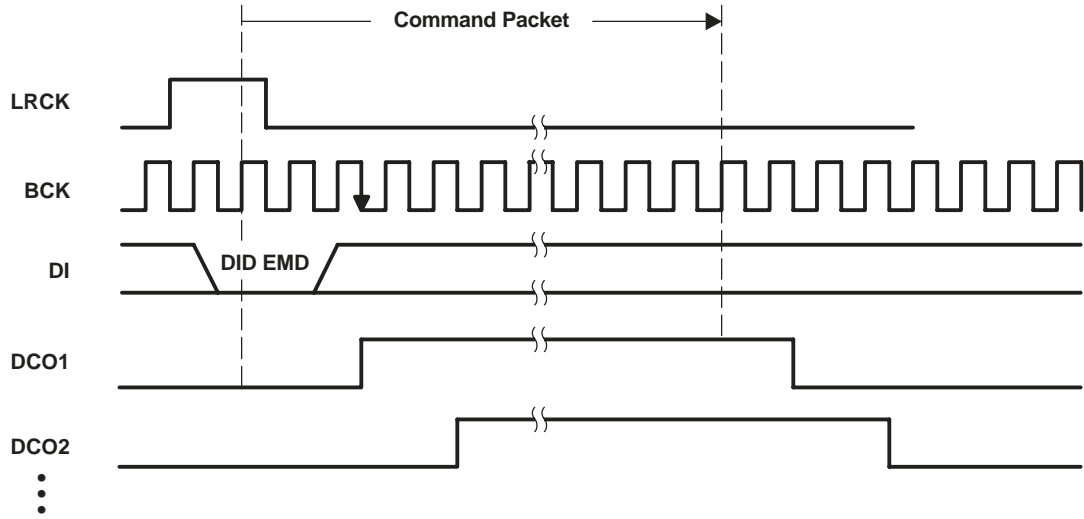 Command Packet
LRCK
BCK
DI
DID EMD
DCO1
DCO2